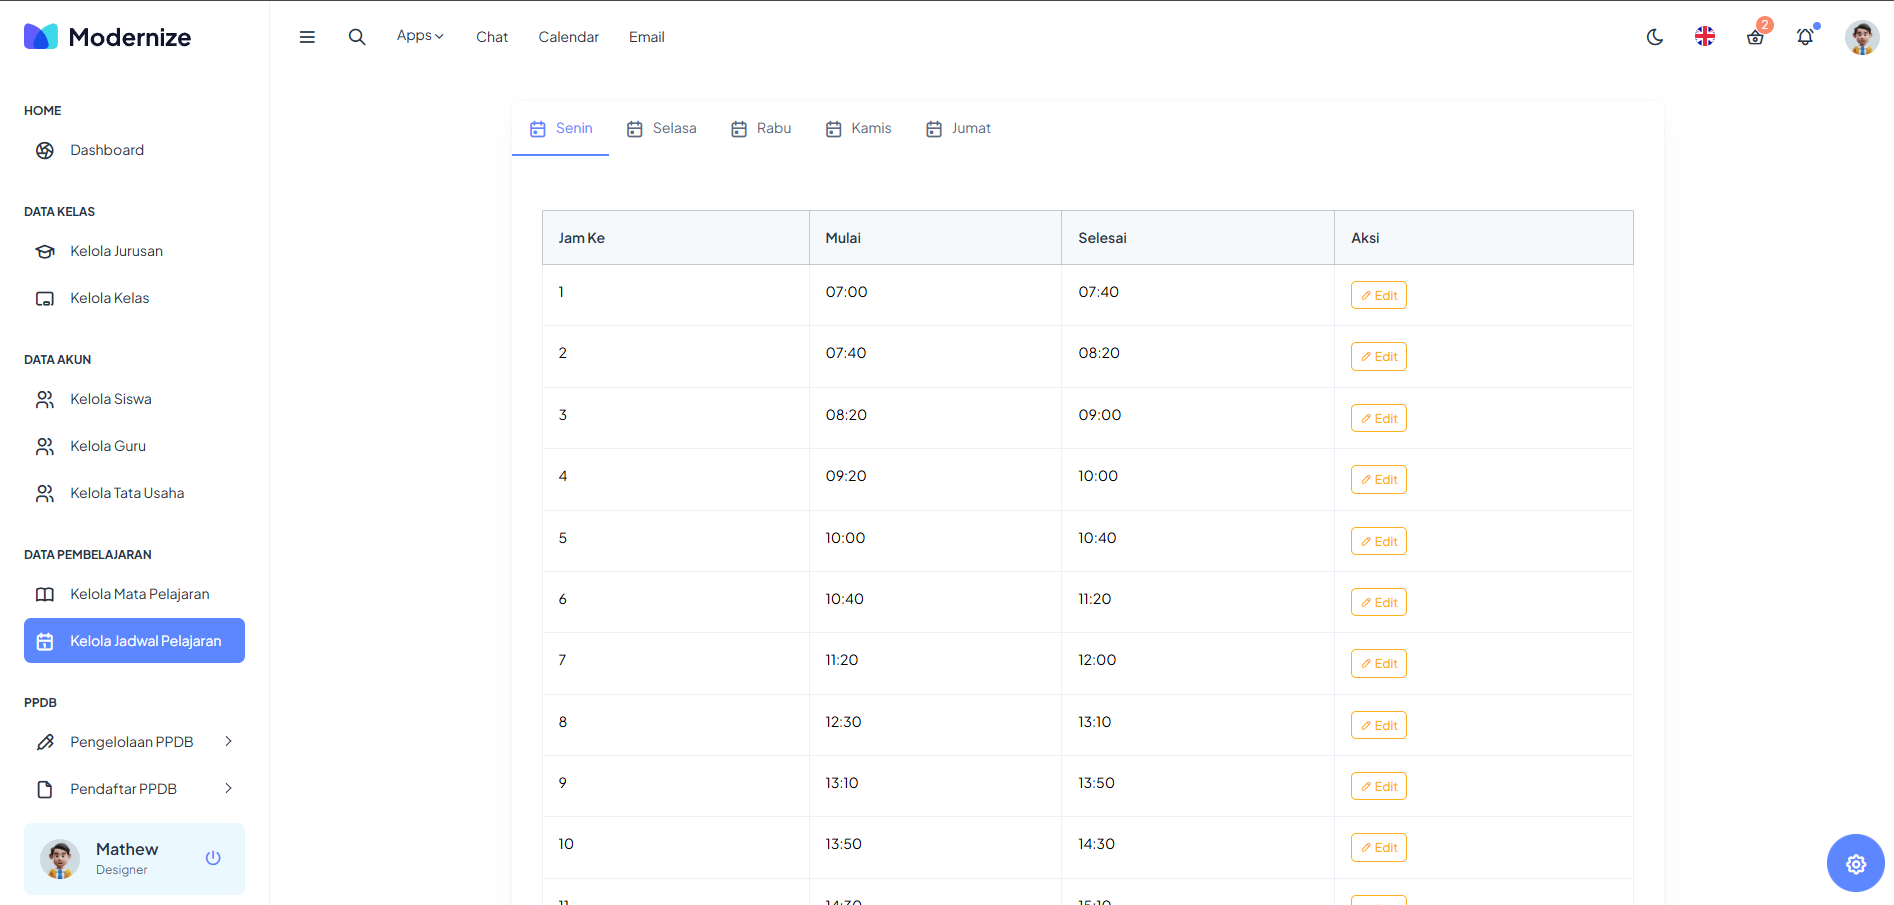 Modernize
Apps
Chat
Calendar
Email
2
HOME
Dashboard
DATA KELAS
Kelola Jurusan
Kelola Kelas
DATA AKUN
Kelola Siswa
Kelola Guru
Kelola Tata Usaha
DATA PEMBELAJARAN
Kelola Mata Pelajaran
Kelola Jadwal Pelajaran
PPDB
Pengelolaan PPDB
Pendaftar PPDB
Mathew
Designer
Senin Selasa Rabu Kamis Jumat
Jam Ke Mulai Selesai Aksi
1 07:00 07:40 Edit
2 07:40 08:20 Edit
3 08:20 09:00 Edit
4 09:20 10:00 Edit
5 10:00 10:40 Edit
6 10:40 11:20 Edit
7 11:20 12:00 Edit
8 12:30 13:10 Edit
9 13:10 13:50 Edit
10 13:50 14:30 Edit
11 14:30 15:10